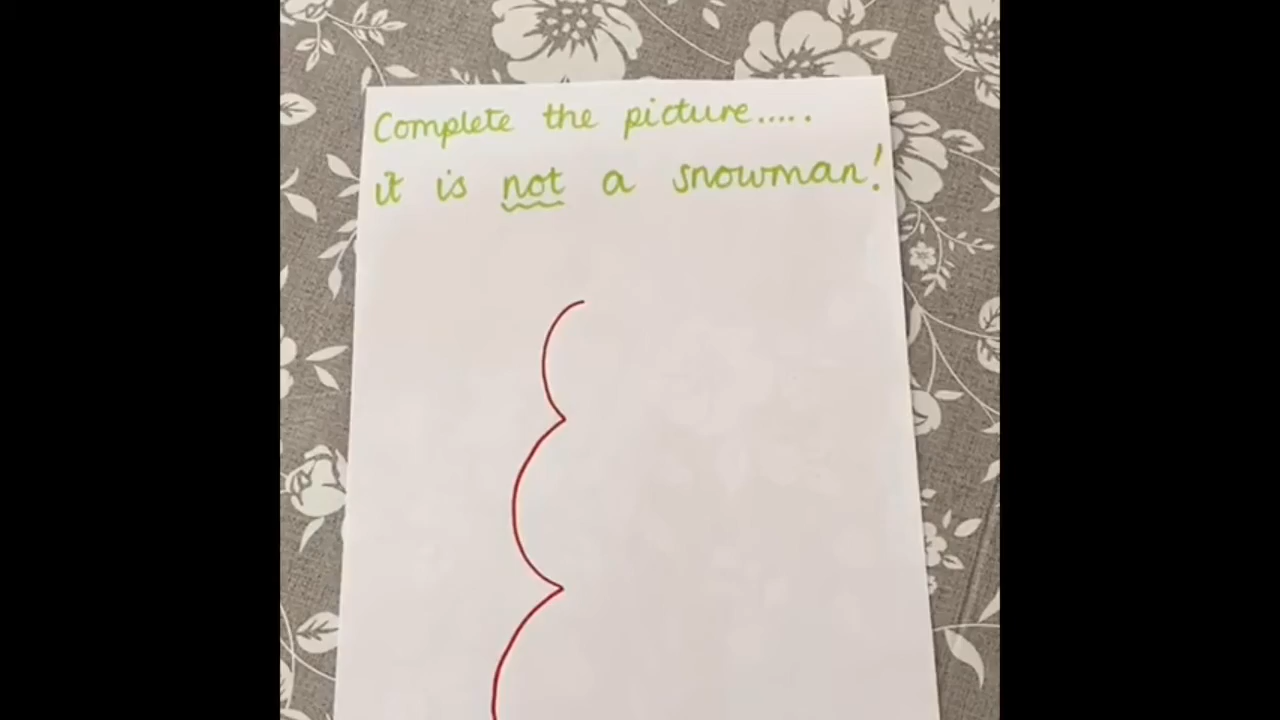 Complete the picture.....
it is not a snowman!